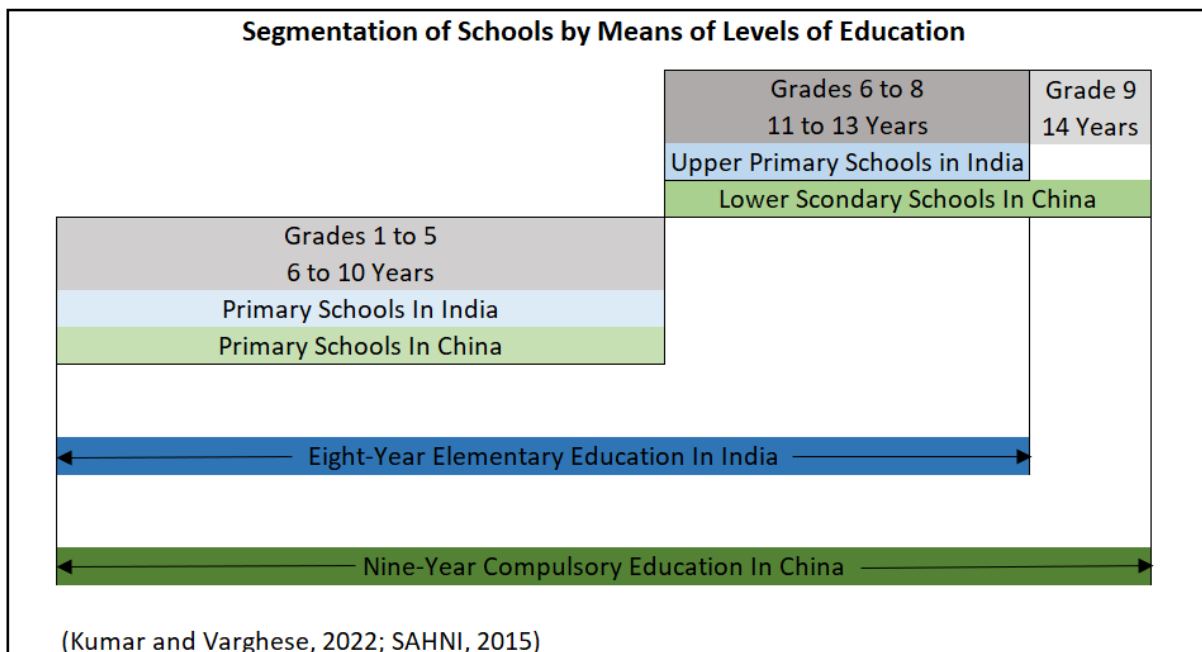 Segmentation of Schools by Means of Levels of Education
Grades 6 to 8
11 to 13 Years
Grade 9
14 Years
Upper Primary Schools in India
Lower Scondary Schools In China
Grades 1 to 5
6 to 10 Years
Primary Schools In India
Primary Schools In China
Eight-Year Elementary Education In India
Nine-Year Compulsory Education In China
(Kumar and Varghese, 2022; SAHNI, 2015)